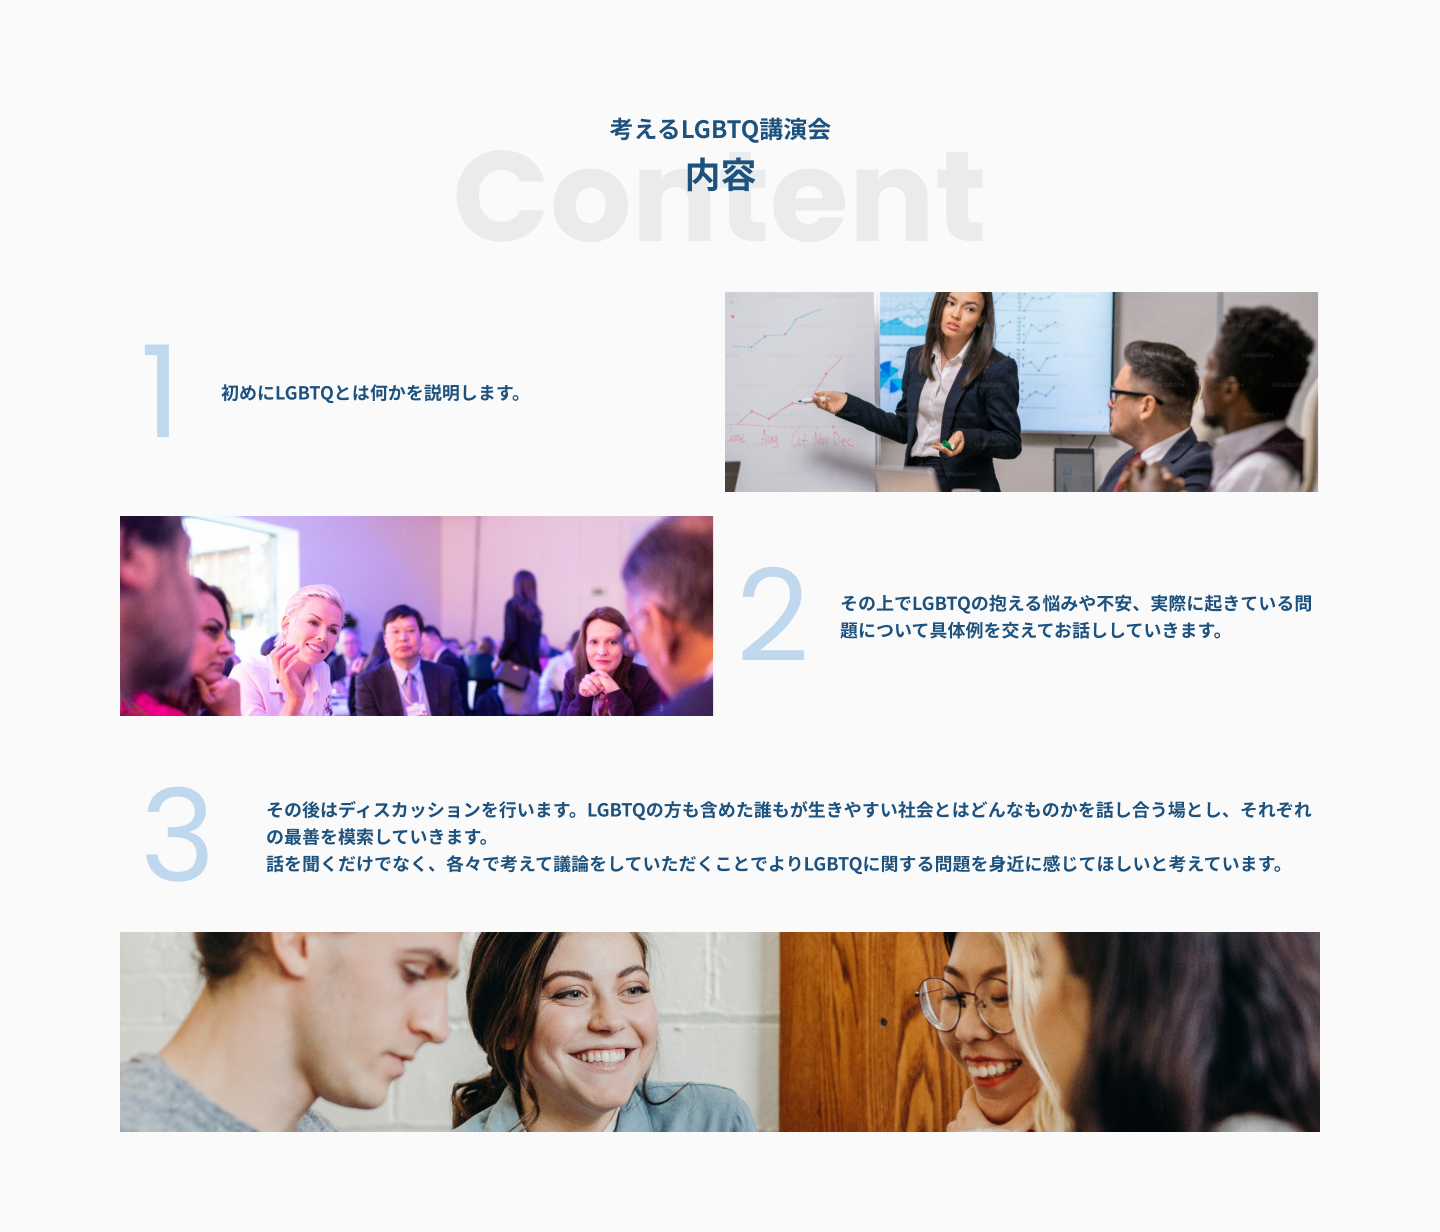 考えるLGBTQ講演会
Content
内容
1
初めにLGBTQとは何かを説明します。
June Aug Oct Nov Dec
Unsplash+
2
その上でLGBTQの抱える悩みや不安、実際に起きている問
題について具体例を交えてお話ししていきます。
3
その後はディスカッションを行います。LGBTQの方も含めた誰もが生きやすい社会とはどんなものかを話し合う場とし、それぞれ
の最善を模索していきます。
話を聞くだけでなく、各々で考えて議論をしていただくことでよりLGBTQに関する問題を身近に感じてほしいと考えています。